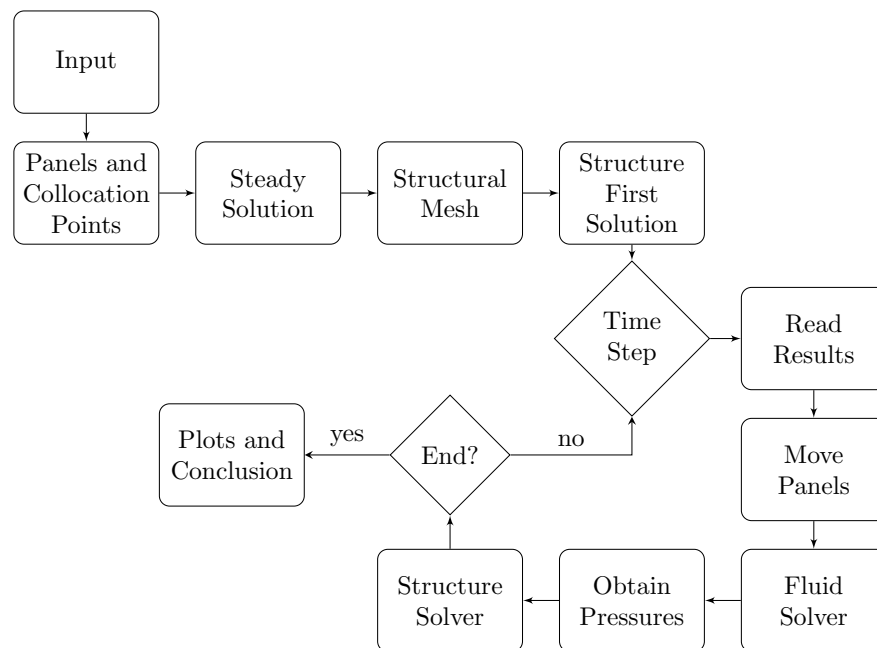 Input
Panels and
Collocation
Points
Steady
Solution
Structural
Mesh
Structure
First
Solution
Time
Step
Read
Results
Plots and
Conclusion
yes
End?
no
Move
Panels
Structure
Solver
Obtain
Pressures
Fluid
Solver